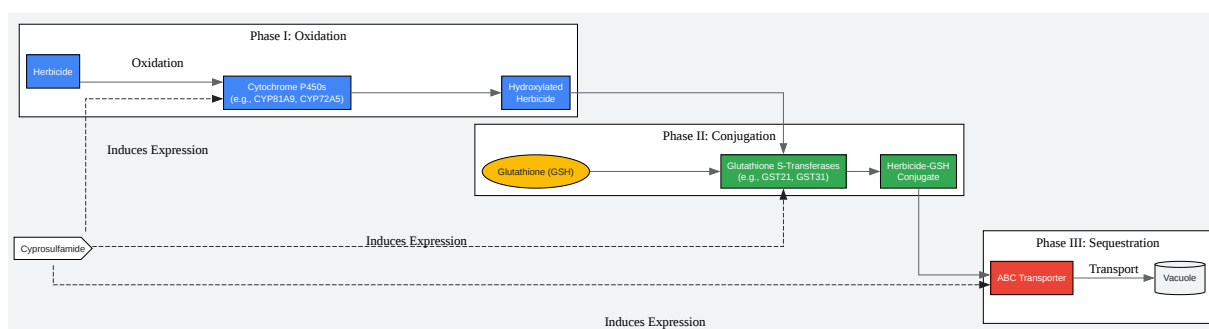 Phase I: Oxidation
Herbicide
Oxidation
Cytochrome P450s
(e.g., CYP81A9, CYP72A5)
Hydroxylated
Herbicide
Induces Expression
Phase II: Conjugation
Glutathione (GSH)
Glutathione S-Transferases
(e.g., GST21, GST31)
Herbicide-GSH
Conjugate
Cyprosulfamide
Induces Expression
Phase III: Sequestration
ABC Transporter
Transport
Vacuole
Induces Expression